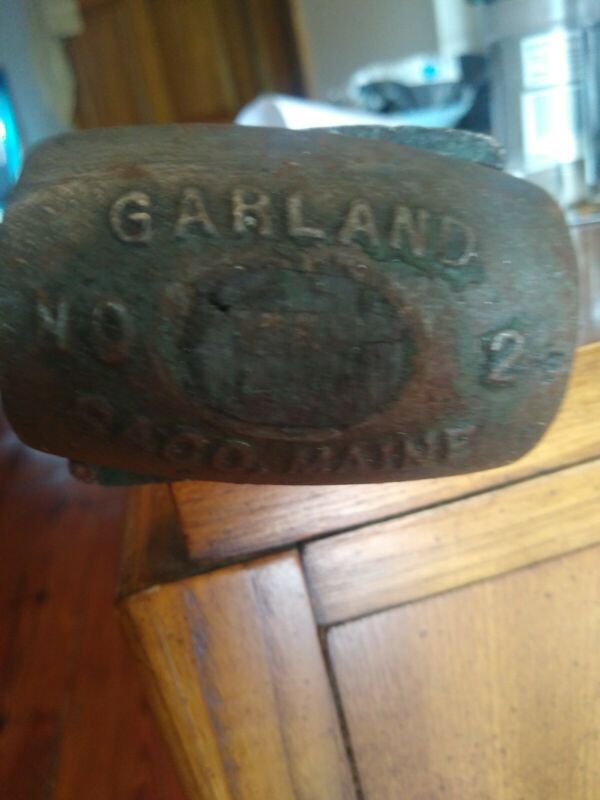 GARLAND
NO 2
SACO, MAINE